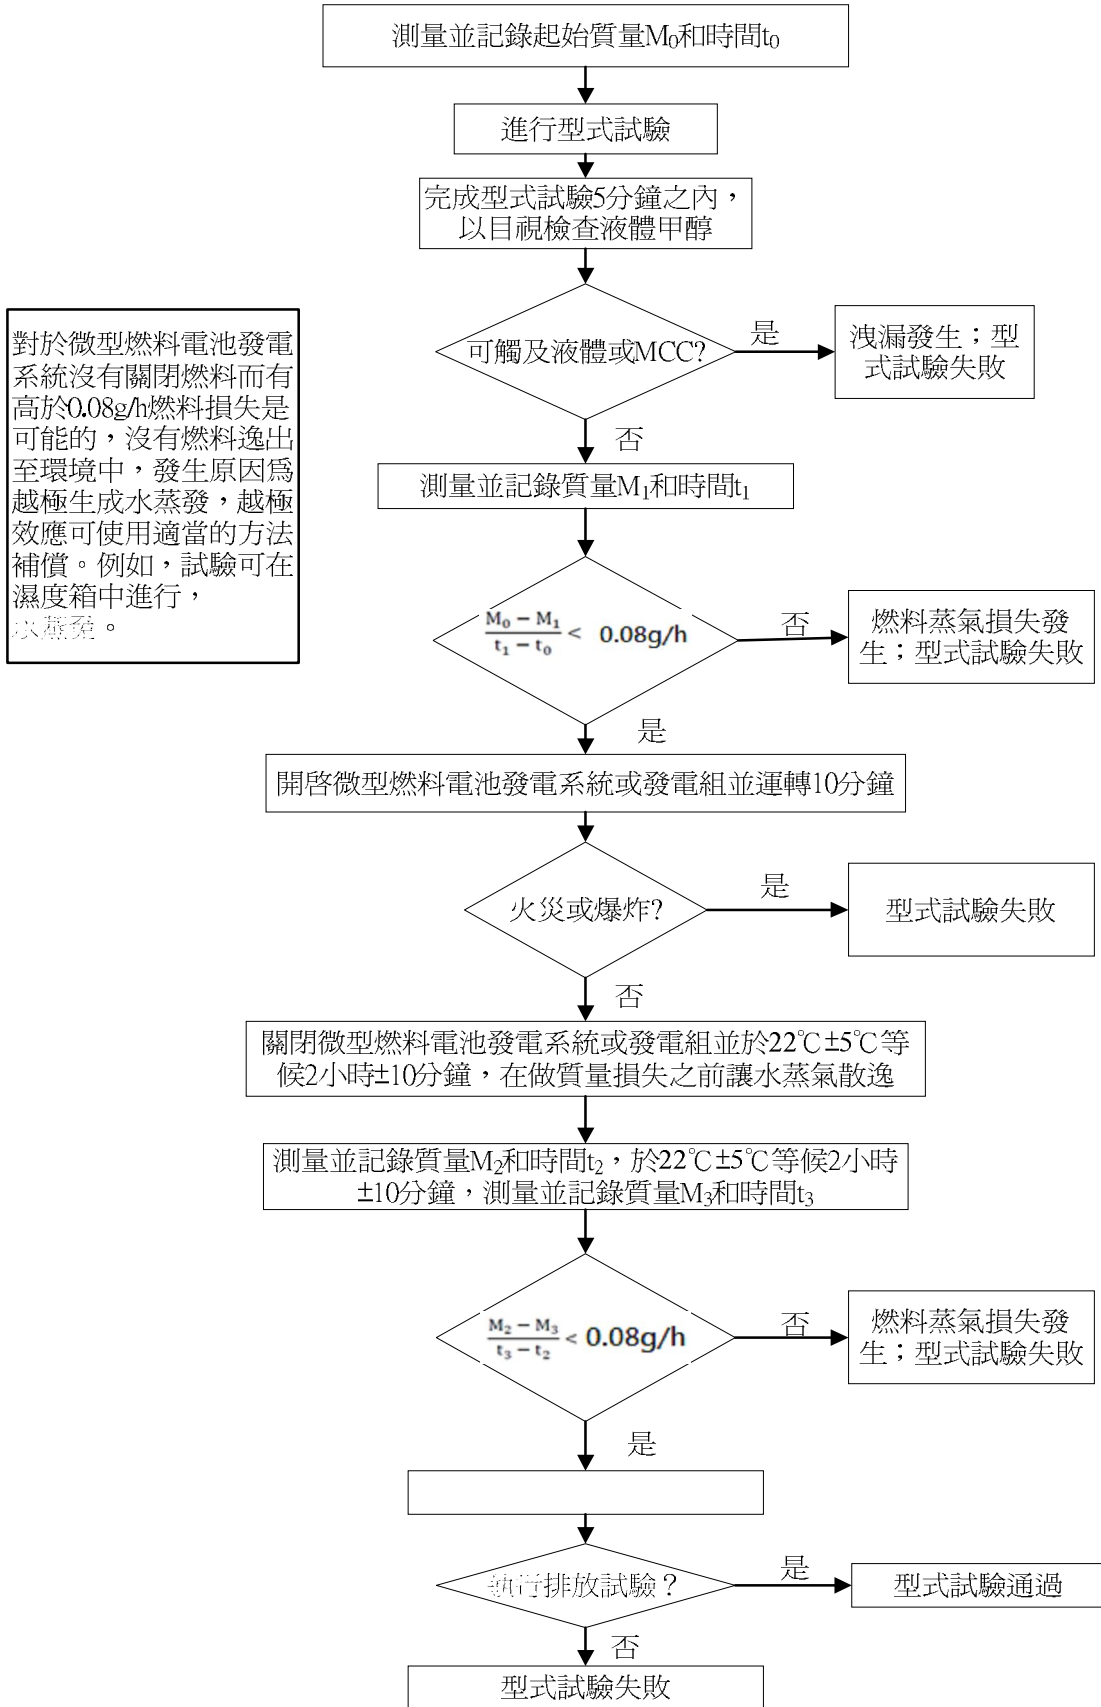 測量並記錄起始質量M₀和時間t₀
進行型式試驗
完成型式試驗5分鐘之內，
以目視檢查液體甲醇
可觸及液體或MCC?
是
洩漏發生；型
式試驗失敗
對於微型燃料電池發電
系統沒有關閉燃料而有
高於0.08g/h燃料損失是
可能的，沒有燃料逸出
至環境中，發生原因為
越極生成水蒸發，越極
效應可使用適當的方法
補償。例如，試驗可在
濕度箱中進行，
否
測量並記錄質量M₁和時間t₁
M₀ − M₁
t₁ − t₀
< 0.08g/h
否
燃料蒸氣損失發
生；型式試驗失敗
是
開啓微型燃料電池發電系統或發電組並運轉10分鐘
火災或爆炸?
是
型式試驗失敗
否
關閉微型燃料電池發電系統或發電組並於22℃±5℃等
候2小時±10分鐘，在做質量損失之前讓水蒸氣散逸
測量並記錄質量M₂和時間t₂，於22℃±5℃等候2小時
±10分鐘，測量並記錄質量M₃和時間t₃
M₂ − M₃
t₃ − t₂
< 0.08g/h
否
燃料蒸氣損失發
生；型式試驗失敗
是
排放試驗？
是
型式試驗通過
否
型式試驗失敗